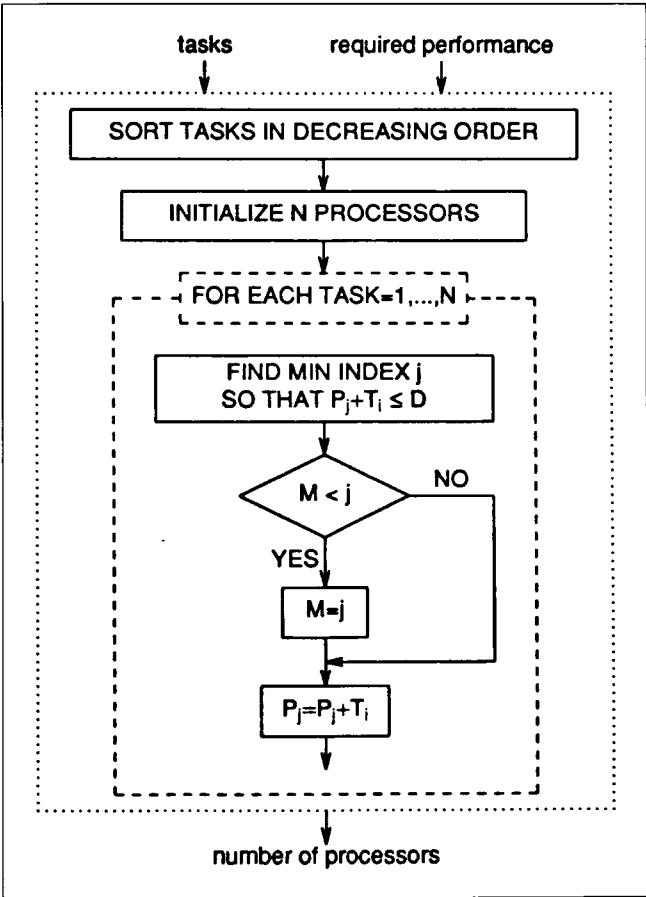 tasks required performance
SORT TASKS IN DECREASING ORDER
INITIALIZE N PROCESSORS
FOR EACH TASK=1,...,N
FIND MIN INDEX j
SO THAT Pj+Ti ≤ D
M < j
NO
YES
M=j
Pj=Pj+Ti
number of processors